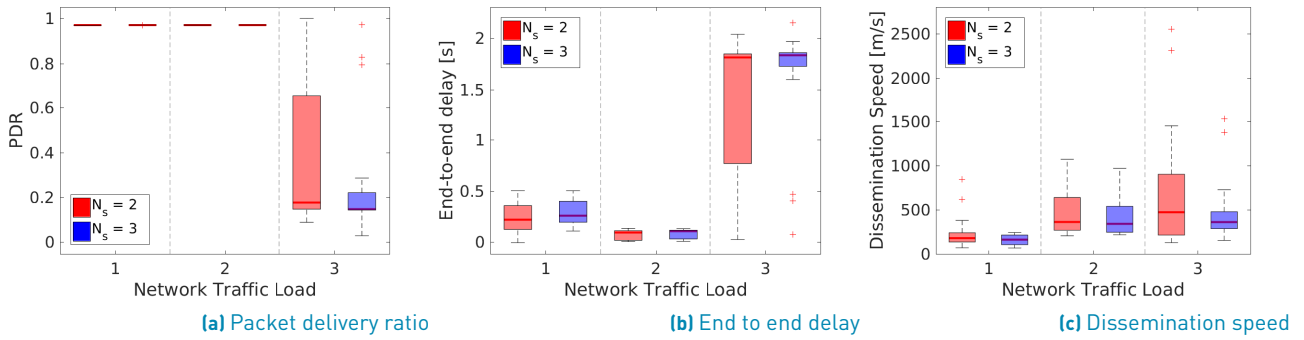 1
0.8
0.6
0.4
0.2
0
PDR
N_s = 2
N_s = 3
1 2 3
Network Traffic Load
(a) Packet delivery ratio
2
1.5
1
0.5
0
End-to-end delay [s]
N_s = 2
N_s = 3
1 2 3
Network Traffic Load
(b) End to end delay
2500
2000
1500
1000
500
0
Dissemination Speed [m/s]
N_s = 2
N_s = 3
1 2 3
Network Traffic Load
(c) Dissemination speed